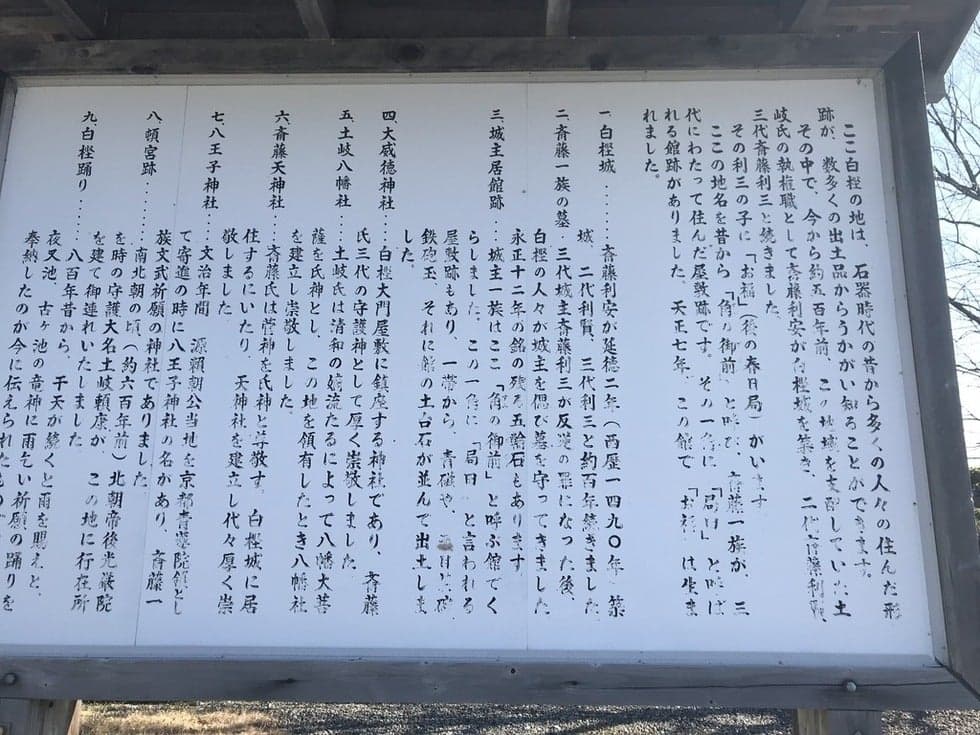 ここ白樫の地は、石器時代の昔から多くの人々の住んだ形
跡が、数多くの出土品からうかがい知ることができます。
その中で、今から約五百年前、この地域を支配していた土
岐氏の執権職として斎藤利安が白樫城を築き、二代斎藤利賢、
三代斎藤利三と続きました。
その利三の子に「お福」(後の春日局)がいます
ここの地名を昔から「角の御前」と呼び、斎藤一族が、三
代にわたって住んだ屋敷跡です。その一角に「局田」と呼ば
れる館跡がありました。天正七年、この館で「お福」は生ま
れました。
一、白樫城‥‥‥斎藤利安が延徳二年(西歴一四九〇年)築
城、二代利賢、三代利三と約百年続きました
二、斎藤一族の墓 三代城主斎藤利三が反逆の罪になった後、
白樫の人々が城主を偲び墓を守ってきました
永正十二年の銘の残る五輪石もあります
三、城主居館跡‥城主一族はここ「角の御前」と呼ぶ館でく
らしました。この一角に「局田」と言われる
屋敷跡もあり、一帯から、青磁や
鉄砲玉、それに館の土台石が並んで出土しま
した。
四、大威徳神社‥‥白樫大門屋敷に鎮座する神社であり、斎藤
氏三代の守護神として厚く崇敬しました
五、土岐八幡社‥‥土岐氏は清和の嫡流たるによって八幡大菩
薩を氏神とし、この地を領有したとき八幡社
を建立し崇敬しました
六、斎藤天神社‥‥斎藤氏は菅神を氏神と尊敬す。白樫城に居
住するにいたり、天神社を建立し代々厚く崇
敬しました
七、八王子神社‥‥文治年間 源頼朝公当地を京都青蓮院領とし
て寄進の時に八王子神社の名があり、斎藤一
族文武祈願の神社でありました
八、頓宮跡‥‥‥‥南北朝の頃(約六百年前)北朝帝後光厳院
を時の守護大名土岐頼康が、この地に行在所
を建て御連れいたしました
九、白樫踊り‥‥‥八百年昔から、干天が続くと雨を賜えと、
夜叉池、古ヶ池の竜神に雨乞い祈願の踊りを
奉納したのが今に伝えられたもので